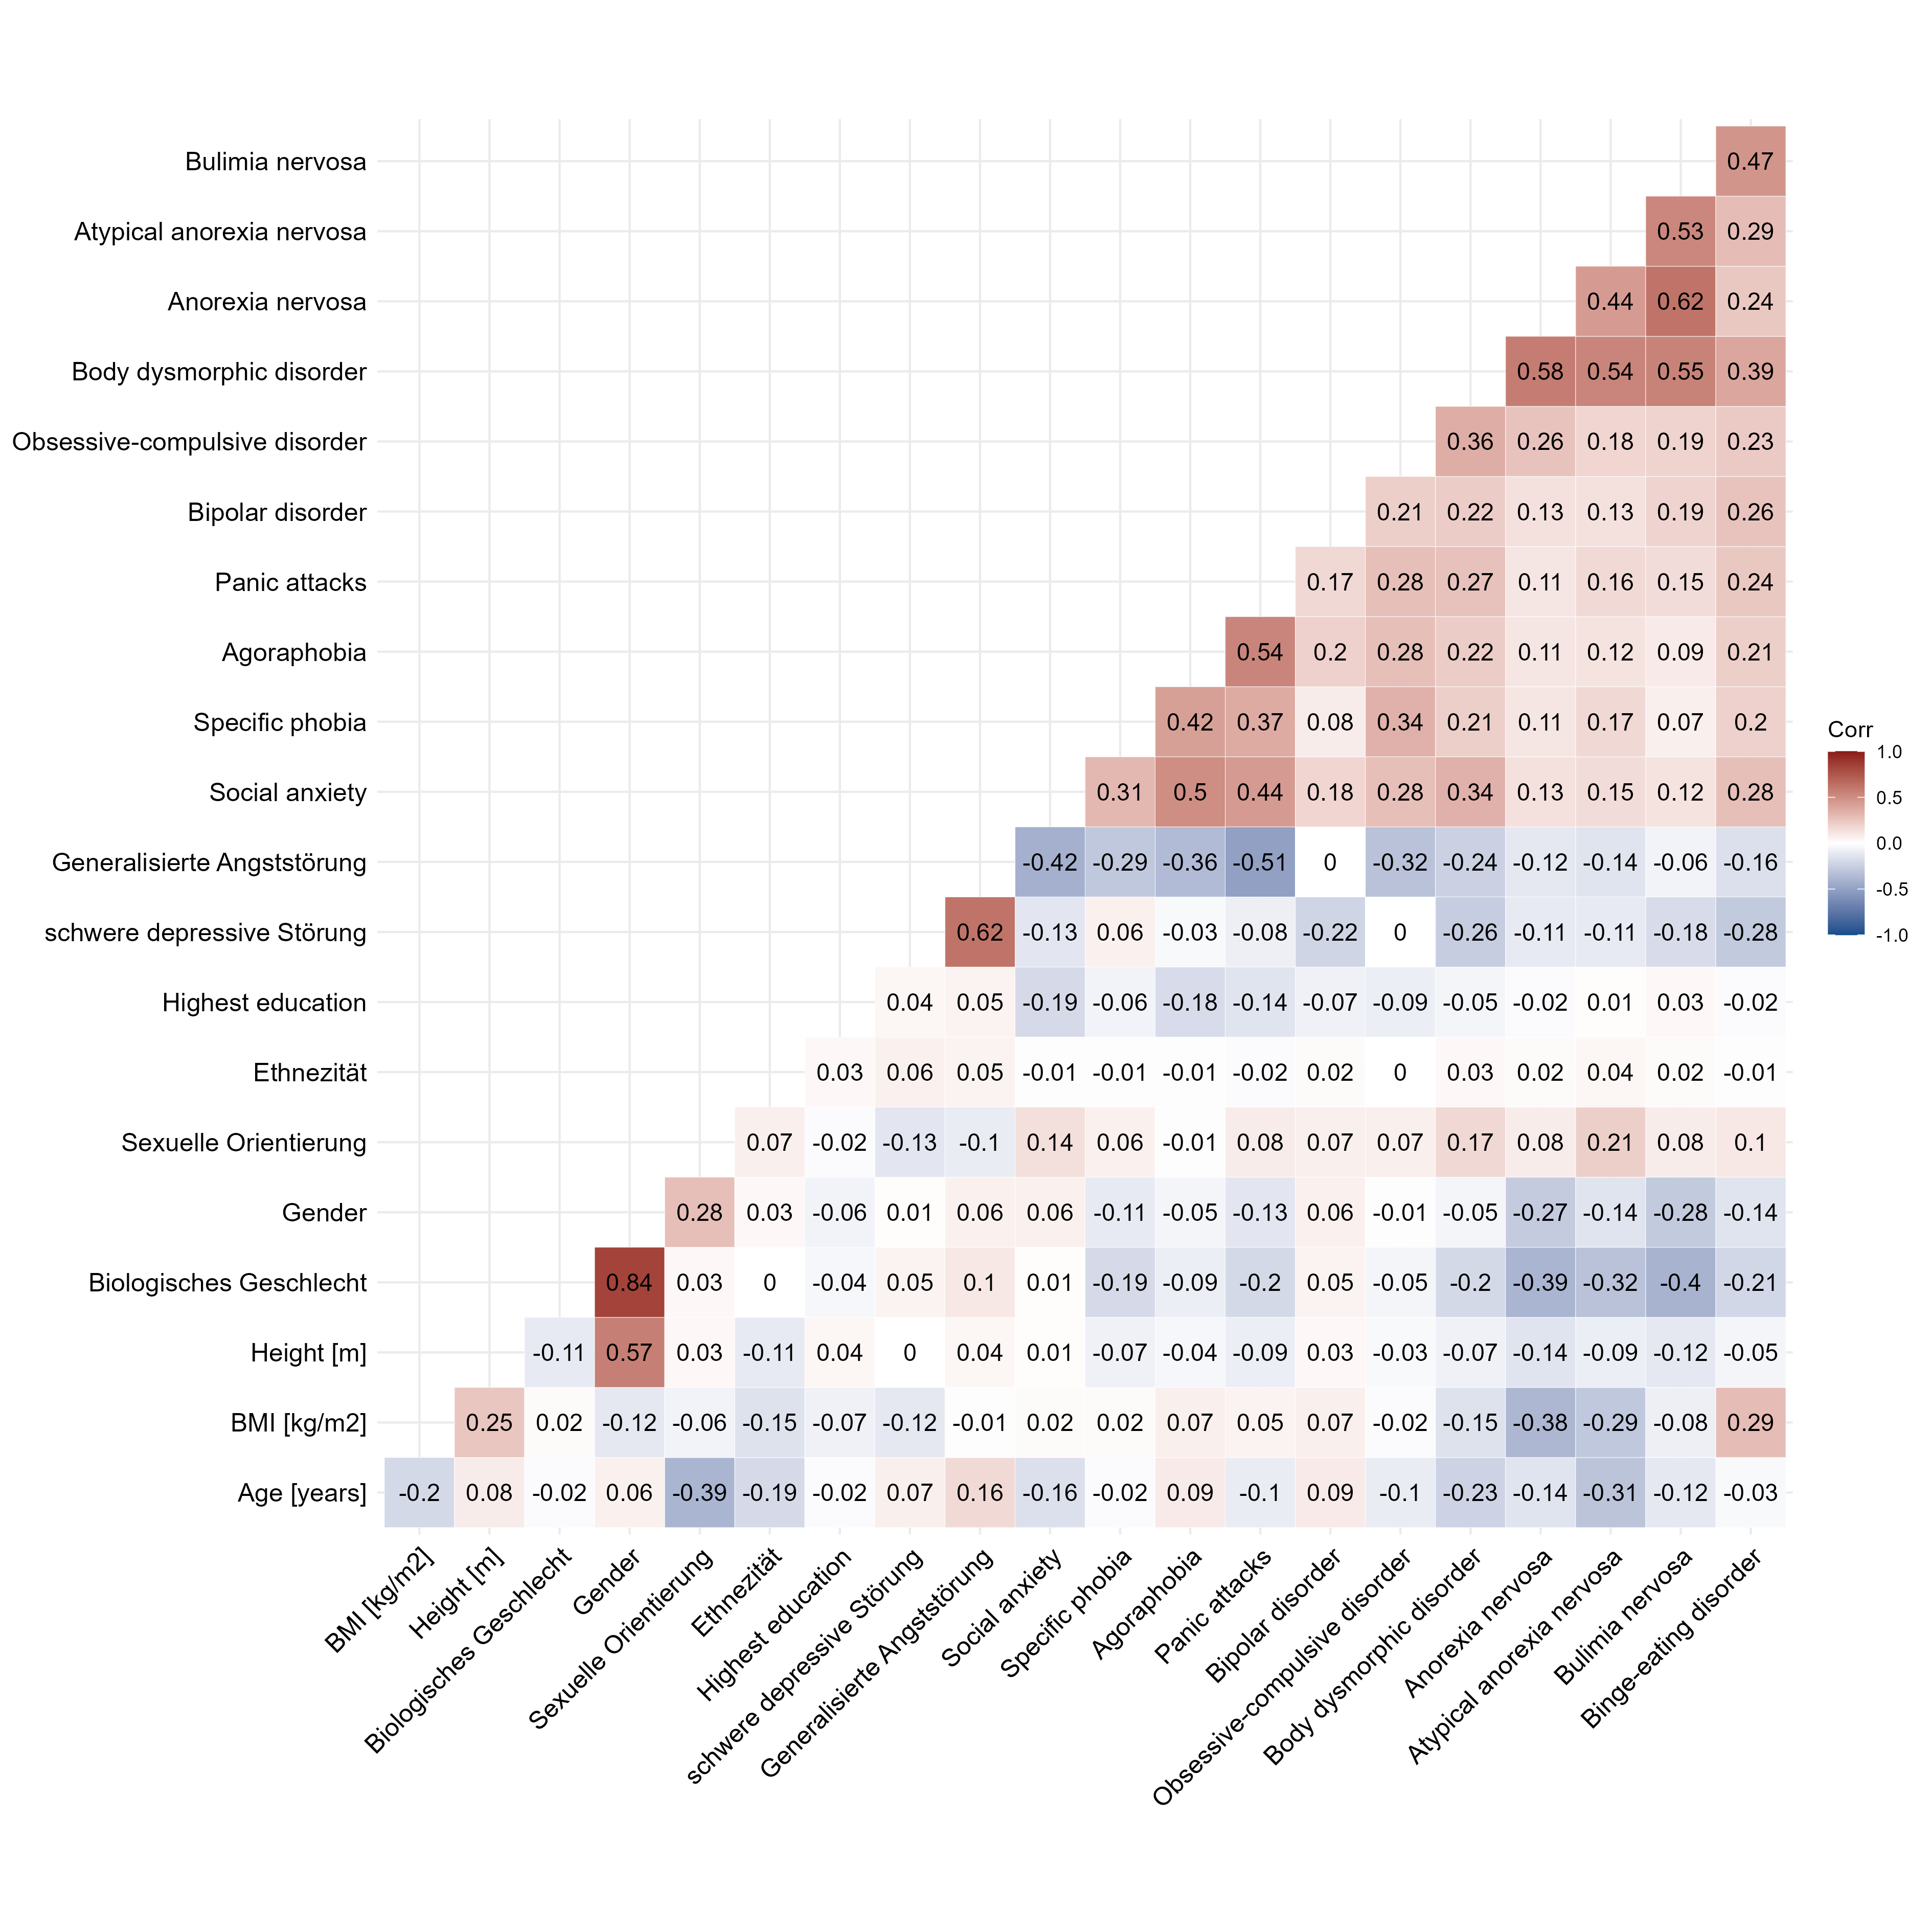 Bulimia nervosa 0.47
Atypical anorexia nervosa 0.53 0.29
Anorexia nervosa 0.44 0.62 0.24
Body dysmorphic disorder 0.58 0.54 0.55 0.39
Obsessive-compulsive disorder 0.36 0.26 0.18 0.19 0.23
Bipolar disorder 0.21 0.22 0.13 0.13 0.19 0.26
Panic attacks 0.17 0.28 0.27 0.11 0.16 0.15 0.24
Agoraphobia 0.54 0.2 0.28 0.22 0.11 0.12 0.09 0.21
Specific phobia 0.42 0.37 0.08 0.34 0.21 0.11 0.17 0.07 0.2
Social anxiety 0.31 0.5 0.44 0.18 0.28 0.34 0.13 0.15 0.12 0.28
Generalisierte Angststörung -0.42 -0.29 -0.36 -0.51 0 -0.32 -0.24 -0.12 -0.14 -0.06 -0.16
schwere depressive Störung 0.62 -0.13 0.06 -0.03 -0.08 -0.22 0 -0.26 -0.11 -0.11 -0.18 -0.28
Highest education 0.04 0.05 -0.19 -0.06 -0.18 -0.14 -0.07 -0.09 -0.05 -0.02 0.01 0.03 -0.02
Ethnezität 0.03 0.06 0.05 -0.01 -0.01 -0.01 -0.02 0.02 0 0.03 0.02 0.04 0.02 -0.01
Sexuelle Orientierung 0.07 -0.02 -0.13 -0.1 0.14 0.06 -0.01 0.08 0.07 0.07 0.17 0.08 0.21 0.08 0.1
Gender 0.28 0.03 -0.06 0.01 0.06 0.06 -0.11 -0.05 -0.13 0.06 -0.01 -0.05 -0.27 -0.14 -0.28 -0.14
Biologisches Geschlecht 0.84 0.03 0 -0.04 0.05 0.1 0.01 -0.19 -0.09 -0.2 0.05 -0.05 -0.2 -0.39 -0.32 -0.4 -0.21
Height [m] -0.11 0.57 0.03 -0.11 0.04 0 0.04 0.01 -0.07 -0.04 -0.09 0.03 -0.03 -0.07 -0.14 -0.09 -0.12 -0.05
BMI [kg/m2] 0.25 0.02 -0.12 -0.06 -0.15 -0.07 -0.12 -0.01 0.02 0.02 0.07 0.05 0.07 -0.02 -0.15 -0.38 -0.29 -0.08 0.29
Age [years] -0.2 0.08 -0.02 0.06 -0.39 -0.19 -0.02 0.07 0.16 -0.16 -0.02 0.09 -0.1 0.09 -0.1 -0.23 -0.14 -0.31 -0.12 -0.03
BMI [kg/m2]
Height [m]
Biologisches Geschlecht
Gender
Sexuelle Orientierung
Ethnezität
Highest education
schwere depressive Störung
Generalisierte Angststörung
Social anxiety
Specific phobia
Agoraphobia
Panic attacks
Bipolar disorder
Obsessive-compulsive disorder
Body dysmorphic disorder
Anorexia nervosa
Atypical anorexia nervosa
Bulimia nervosa
Binge-eating disorder
Corr
1.0
0.5
0.0
-0.5
-1.0